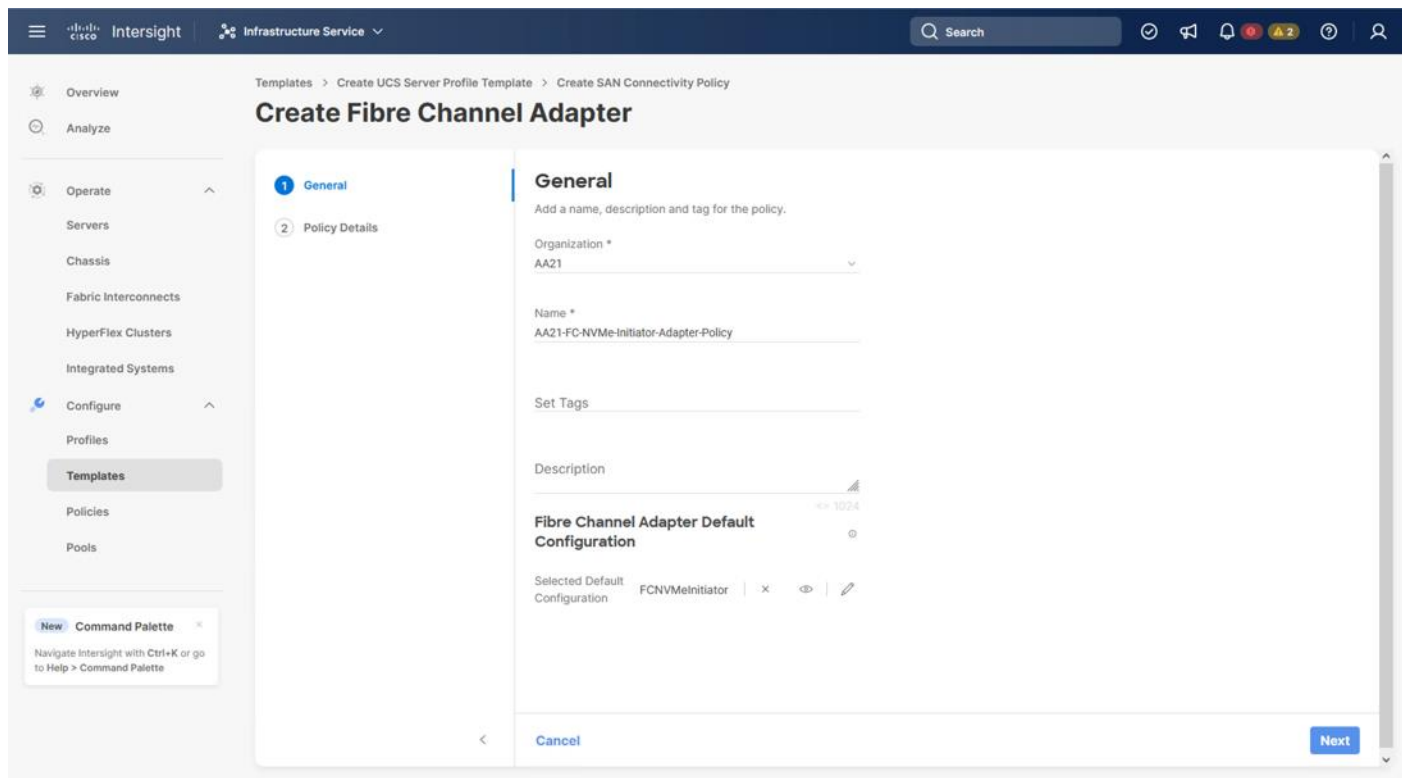 cisco Intersight
Infrastructure Service
Search
0
2
Overview
Analyze
Operate
Servers
Chassis
Fabric Interconnects
HyperFlex Clusters
Integrated Systems
Configure
Profiles
Templates
Policies
Pools
New Command Palette
Navigate Intersight with Ctrl+K or go
to Help > Command Palette
Templates > Create UCS Server Profile Template > Create SAN Connectivity Policy
Create Fibre Channel Adapter
1 General
2 Policy Details
General
Add a name, description and tag for the policy.
Organization *
AA21
Name *
AA21-FC-NVMe-Initiator-Adapter-Policy
Set Tags
Description
<= 1024
Fibre Channel Adapter Default
Configuration
Selected Default
Configuration
FCNVMeInitiator
Cancel
Next